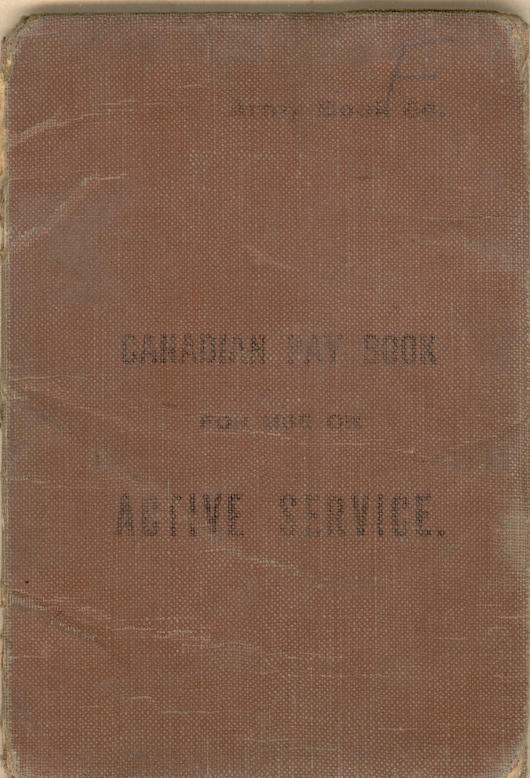 F
Army Book 64.
CANADIAN PAY BOOK
FOR USE ON
ACTIVE SERVICE.